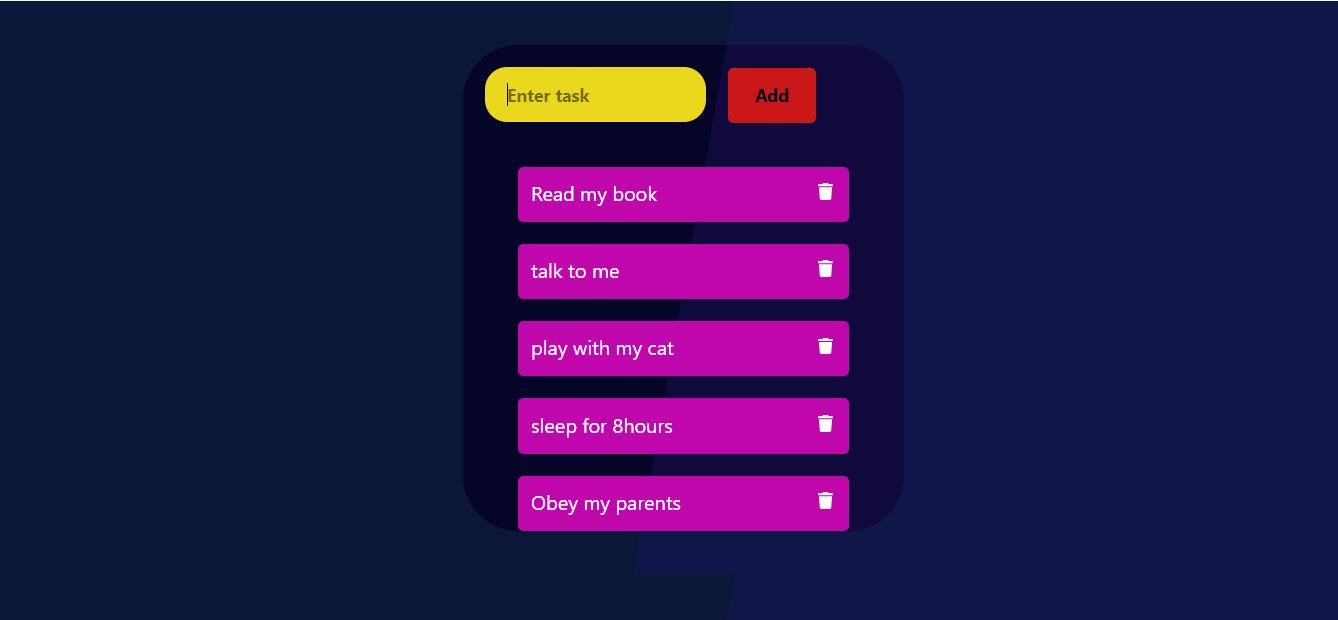 Enter task
Add
Read my book
talk to me
play with my cat
sleep for 8hours
Obey my parents